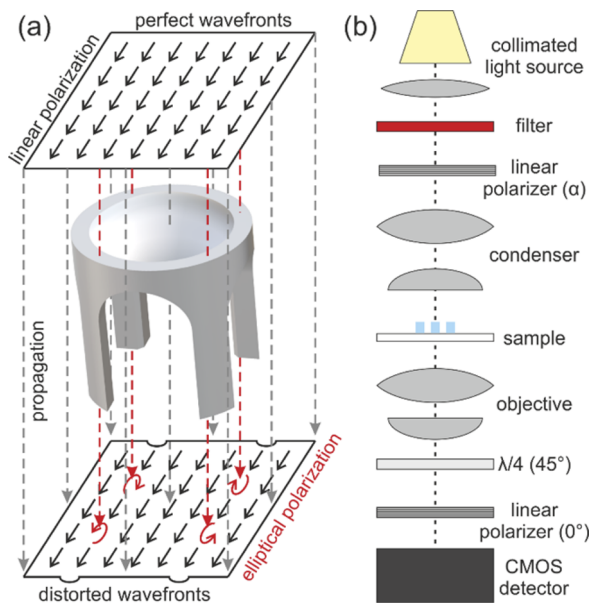 (a)
perfect wavefronts
linear polarization
propagation
elliptical polarization
distorted wavefronts
(b)
collimated
light source
filter
linear
polarizer (α)
condenser
sample
objective
λ/4 (45°)
linear
polarizer (0°)
CMOS
detector